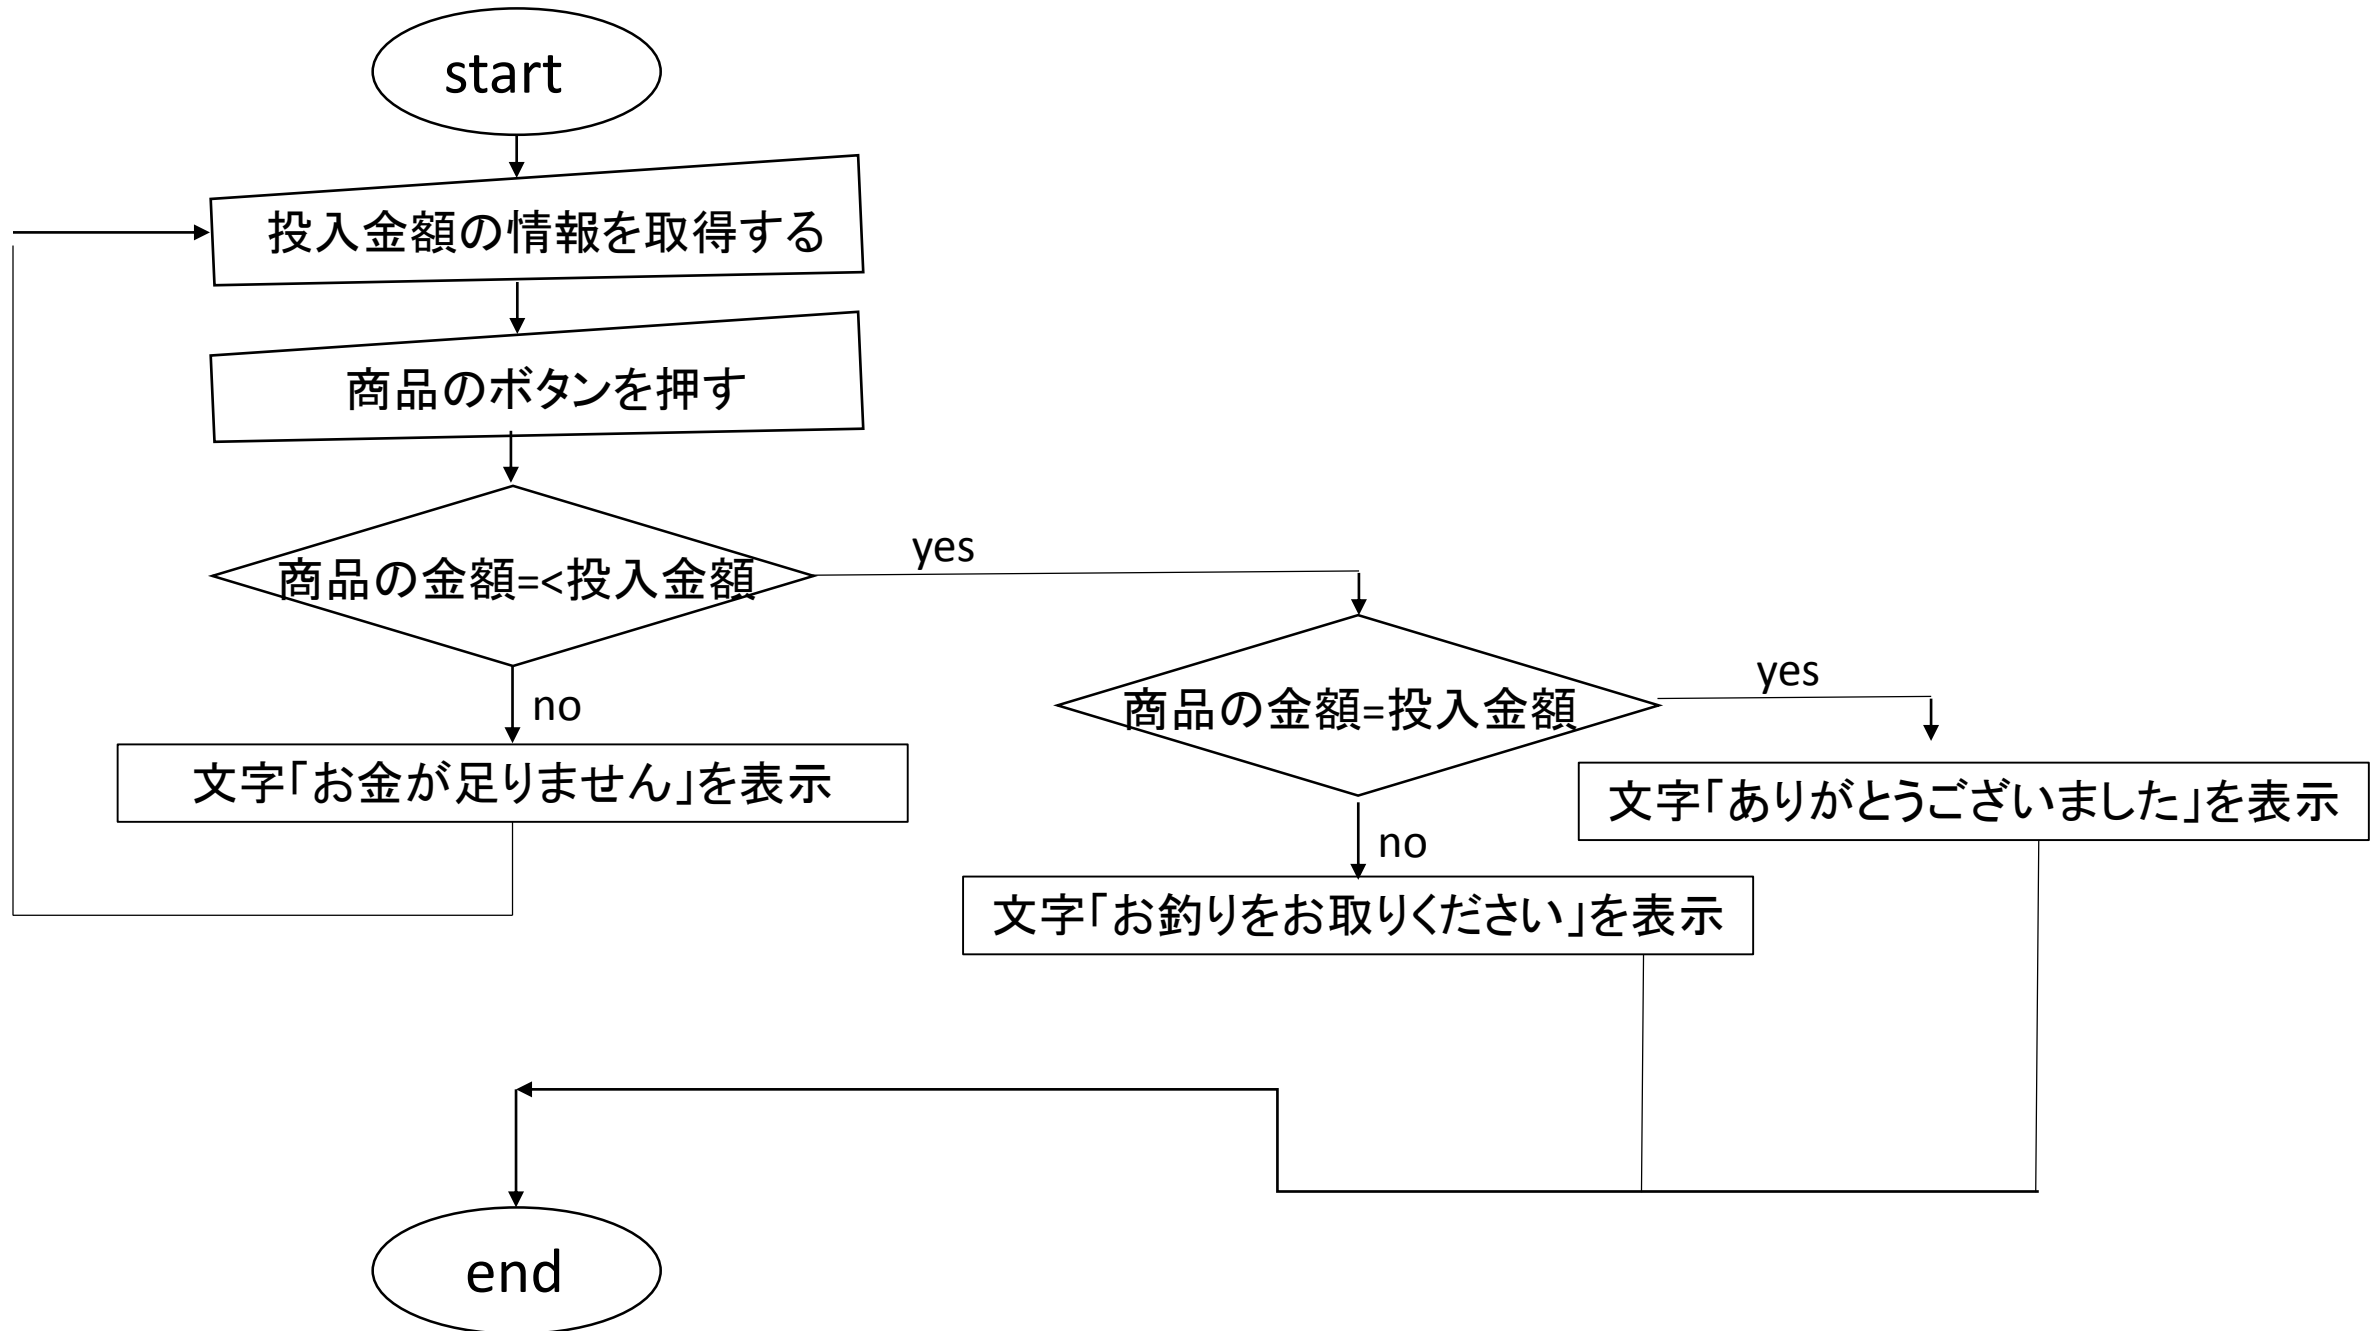 start
投入金額の情報を取得する
商品のボタンを押す
商品の金額=<投入金額
yes
no
文字「お金が足りません」を表示
商品の金額=投入金額
yes
no
文字「ありがとうございました」を表示
文字「お釣りをお取りください」を表示
end